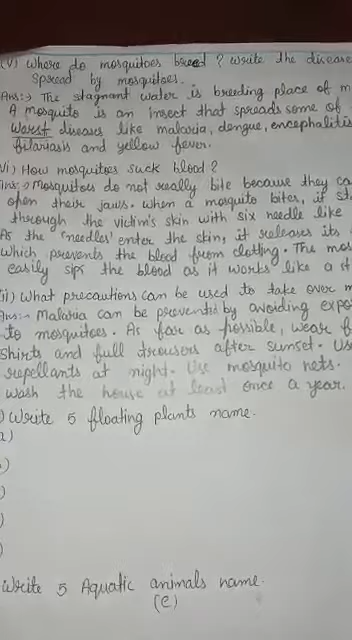 (v) Where do mosquitoes breed? Write the disease
spread by mosquitoes.
Ans:→ The stagnant water is breeding place of m
A mosquito is an insect that spreads some of
worst diseases like malaria, dengue, encephalitis
filariasis and yellow fever.
vi) How mosquitoes suck blood?
ns:→ Mosquitoes do not really bite because they ca
open their jaws. When a mosquito bites, it st
through the victim's skin with six needle like
As the 'needles' enter the skin, it releases its
which prevents the blood from clotting. The mos
easily sips the blood as it works like a st
ii) What precautions can be used to take over m
Ans:- Malaria can be prevented by avoiding expo
to mosquitoes. As far as possible, wear f
shirts and full trousers after sunset. Use
repellants at night. Use mosquito nets.
wash the house at least once a year.
) Write 5 floating plants name.
a)
)
)
)
)
Write 5 Aquatic animals name.
(e)